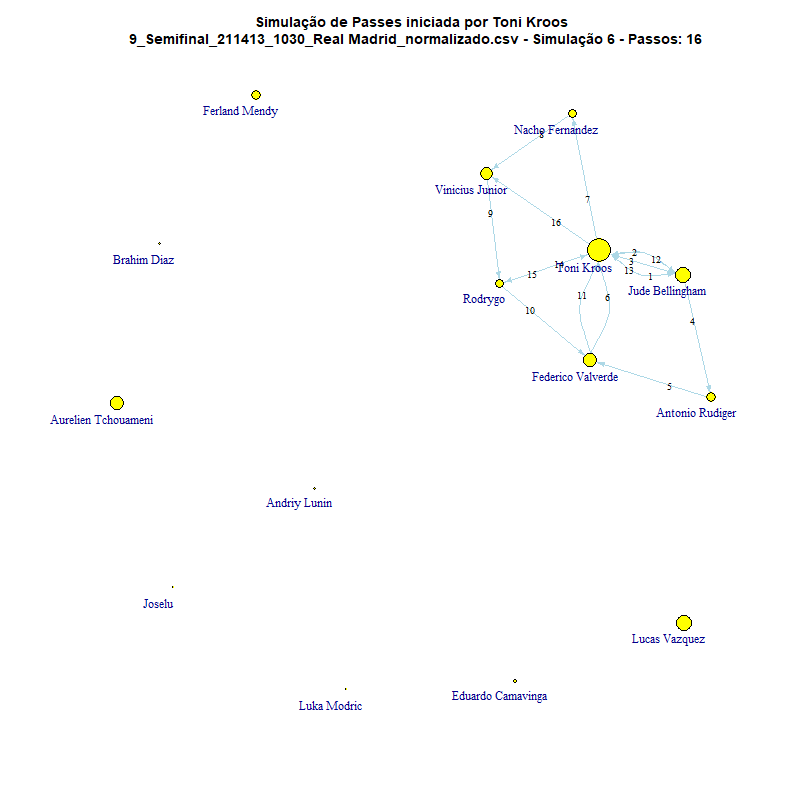 Simulação de Passes iniciada por Toni Kroos
9_Semifinal_211413_1030_Real Madrid_normalizado.csv - Simulação 6 - Passos: 16
Ferland Mendy
Nacho Fernandez
8
Vinicius Junior
7
9
16
Brahim Diaz
2
3
12
14
15
Toni Kroos
13
1
Jude Bellingham
Rodrygo
11
6
10
4
Federico Valverde
5
Aurelien Tchouameni
Antonio Rudiger
Andriy Lunin
Joselu
Lucas Vazquez
Luka Modric
Eduardo Camavinga